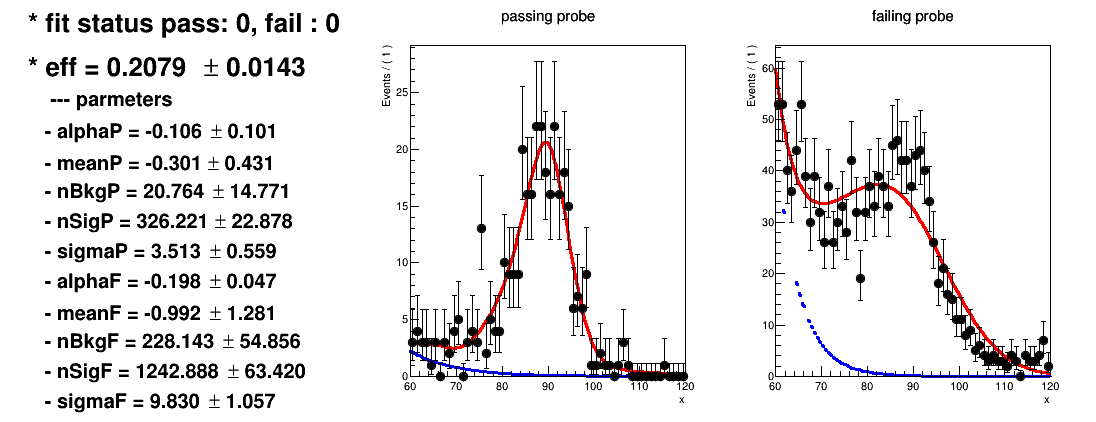 * fit status pass: 0, fail : 0
* eff = 0.2079 ± 0.0143
--- parmeters
- alphaP = -0.106 ± 0.101
- meanP = -0.301 ± 0.431
- nBkgP = 20.764 ± 14.771
- nSigP = 326.221 ± 22.878
- sigmaP = 3.513 ± 0.559
- alphaF = -0.198 ± 0.047
- meanF = -0.992 ± 1.281
- nBkgF = 228.143 ± 54.856
- nSigF = 1242.888 ± 63.420
- sigmaF = 9.830 ± 1.057
passing probe
Events / ( 1 )
25
20
15
10
5
0
60 70 80 90 100 110 120
x
failing probe
Events / ( 1 )
60
50
40
30
20
10
0
60 70 80 90 100 110 120
x